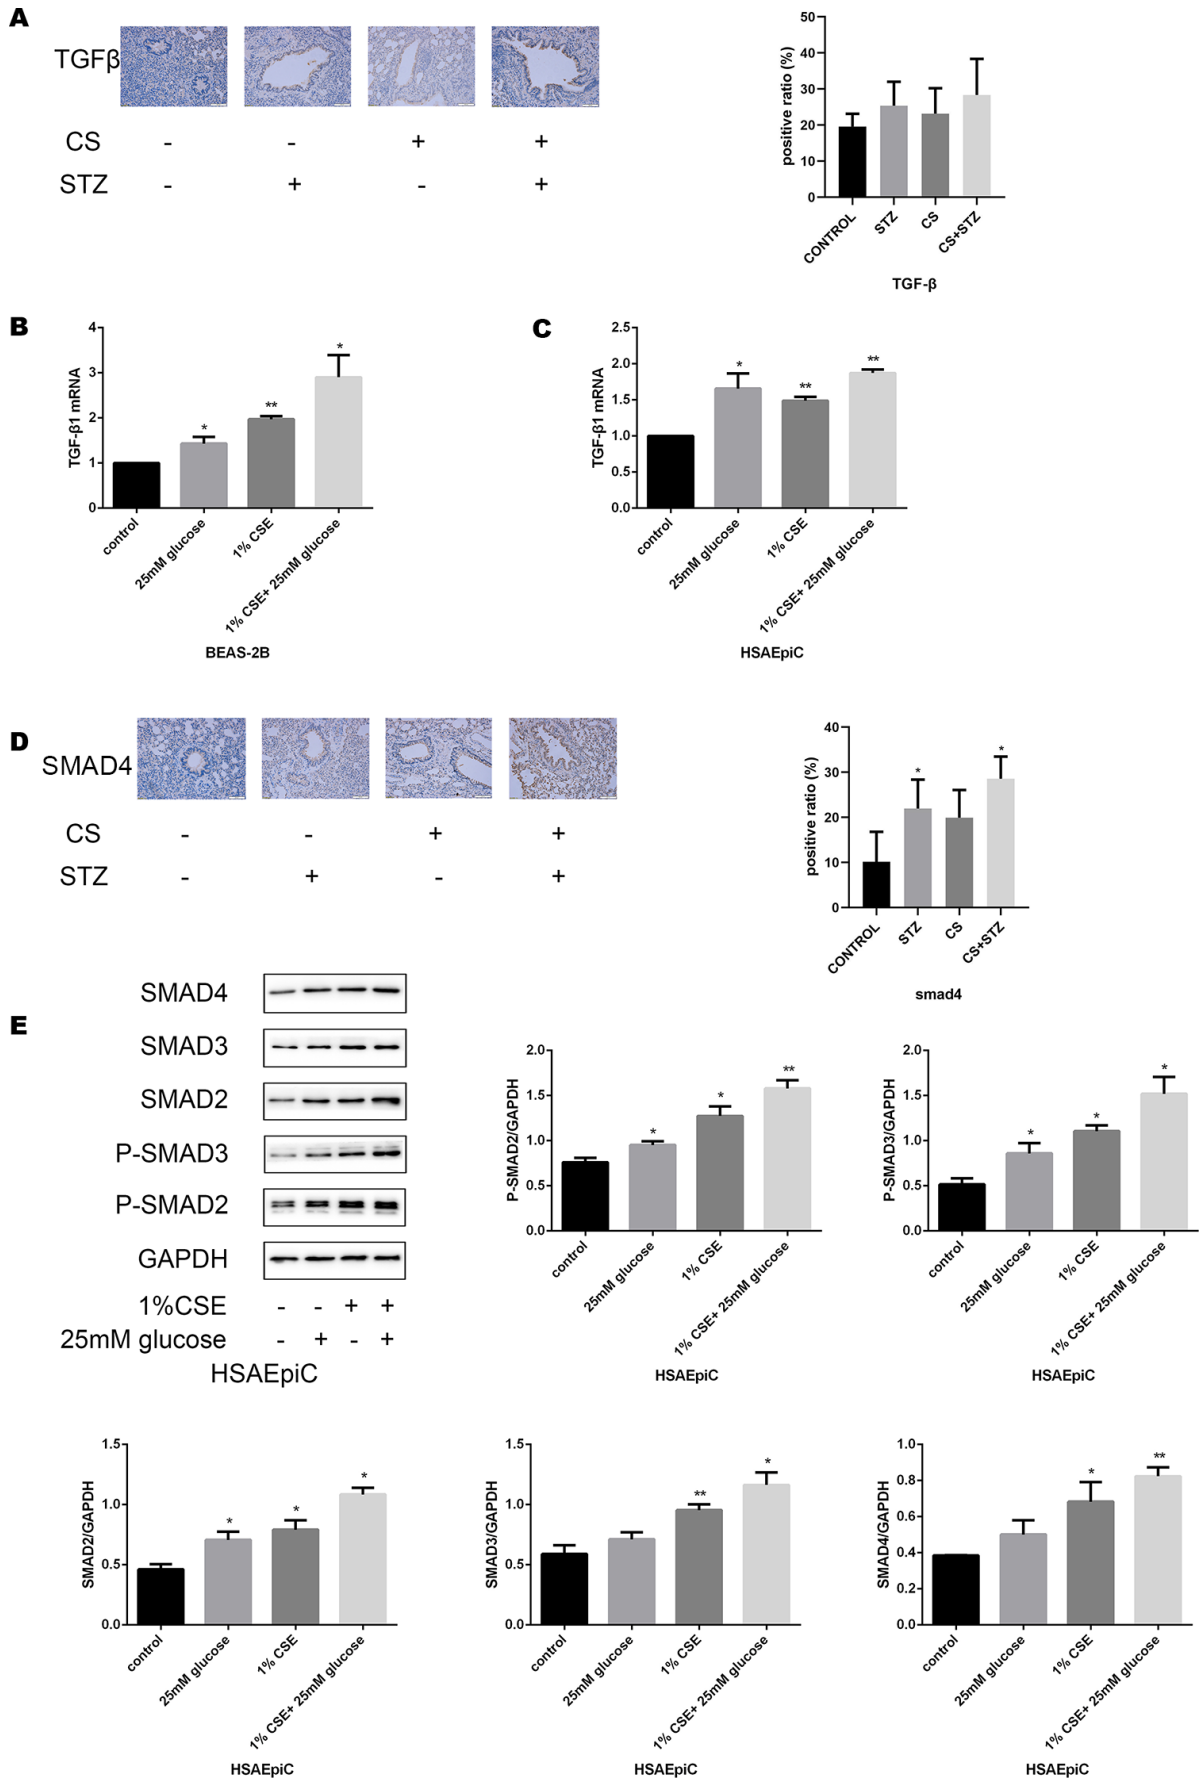 A
TGFβ
CS - - + +
STZ - + - +
positive ratio (%)
50
40
30
20
10
0
CONTROL STZ CS CS+STZ
TGF-β
B
TGF-β1 mRNA
4
3
2
1
0
* ** *
control 25mM glucose 1% CSE 1% CSE+ 25mM glucose
BEAS-2B
C
TGF-β1 mRNA
2.5
2.0
1.5
1.0
0.5
0.0
* ** **
control 25mM glucose 1% CSE 1% CSE+ 25mM glucose
HSAEpiC
D
SMAD4
CS - - + +
STZ - + - +
positive ratio (%)
40
30
20
10
0
* *
CONTROL STZ CS CS+STZ
smad4
E
SMAD4
SMAD3
SMAD2
P-SMAD3
P-SMAD2
GAPDH
1%CSE - - + +
25mM glucose - + - +
HSAEpiC
P-SMAD2/GAPDH
2.0
1.5
1.0
0.5
0.0
* * **
control 25mM glucose 1% CSE 1% CSE+ 25mM glucose
HSAEpiC
P-SMAD3/GAPDH
2.0
1.5
1.0
0.5
0.0
* * *
control 25mM glucose 1% CSE 1% CSE+ 25mM glucose
HSAEpiC
SMAD2/GAPDH
1.5
1.0
0.5
0.0
* * *
control 25mM glucose 1% CSE 1% CSE+ 25mM glucose
HSAEpiC
SMAD3/GAPDH
1.5
1.0
0.5
0.0
** *
control 25mM glucose 1% CSE 1% CSE+ 25mM glucose
HSAEpiC
SMAD4/GAPDH
1.0
0.8
0.6
0.4
0.2
0.0
* **
control 25mM glucose 1% CSE 1% CSE+ 25mM glucose
HSAEpiC